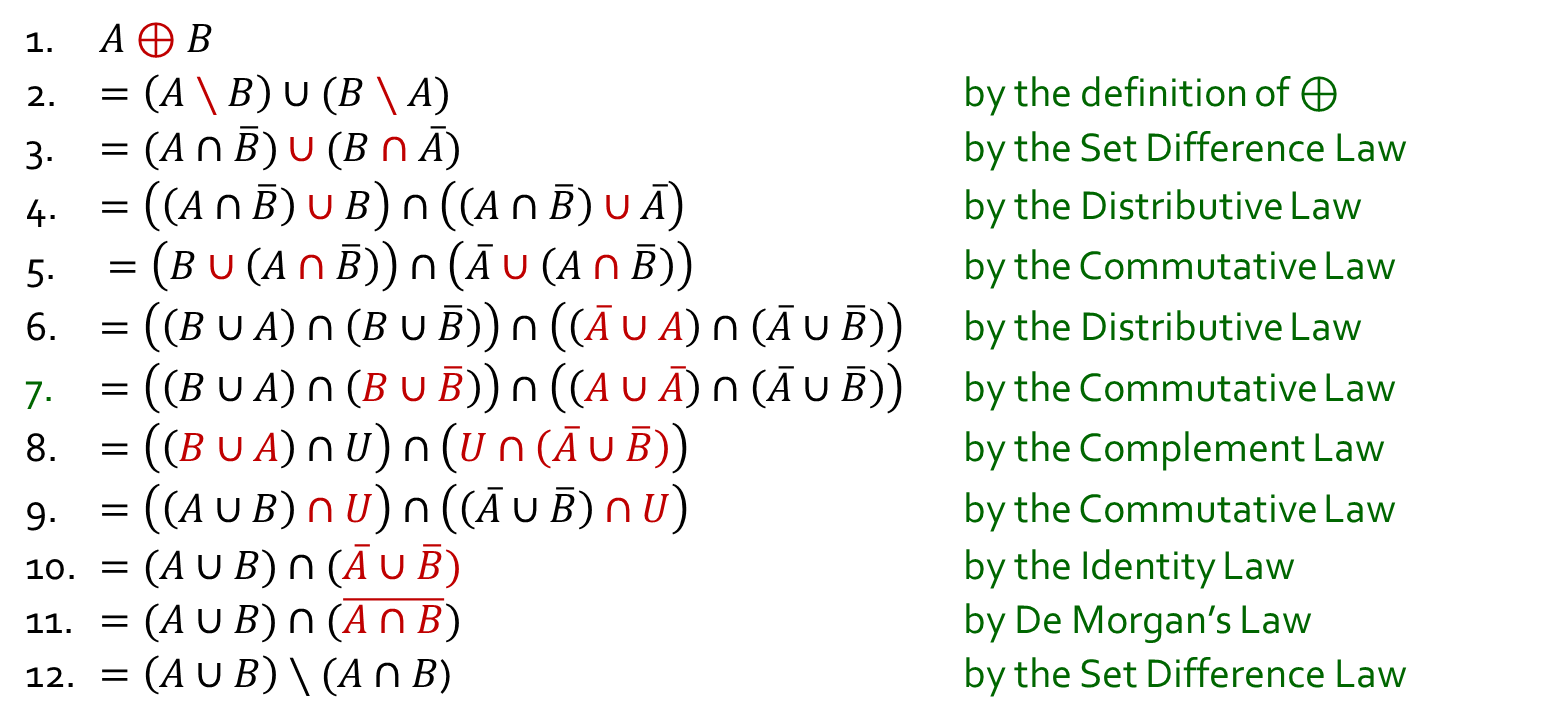 1. A ⊕ B
2. = (A \ B) ∪ (B \ A) by the definition of ⊕
3. = (A ∩ B̅) ∪ (B ∩ A̅) by the Set Difference Law
4. = ((A ∩ B̅) ∪ B) ∩ ((A ∩ B̅) ∪ A̅) by the Distributive Law
5. = (B ∪ (A ∩ B̅)) ∩ (A̅ ∪ (A ∩ B̅)) by the Commutative Law
6. = ((B ∪ A) ∩ (B ∪ B̅)) ∩ ((A̅ ∪ A) ∩ (A̅ ∪ B̅)) by the Distributive Law
7. = ((B ∪ A) ∩ (B ∪ B̅)) ∩ ((A ∪ A̅) ∩ (A̅ ∪ B̅)) by the Commutative Law
8. = ((B ∪ A) ∩ U) ∩ (U ∩ (A̅ ∪ B̅)) by the Complement Law
9. = ((A ∪ B) ∩ U) ∩ ((A̅ ∪ B̅) ∩ U) by the Commutative Law
10. = (A ∪ B) ∩ (A̅ ∪ B̅) by the Identity Law
11. = (A ∪ B) ∩ (A̅ ̅∩̅ ̅B̅) by De Morgan’s Law
12. = (A ∪ B) \ (A ∩ B) by the Set Difference Law